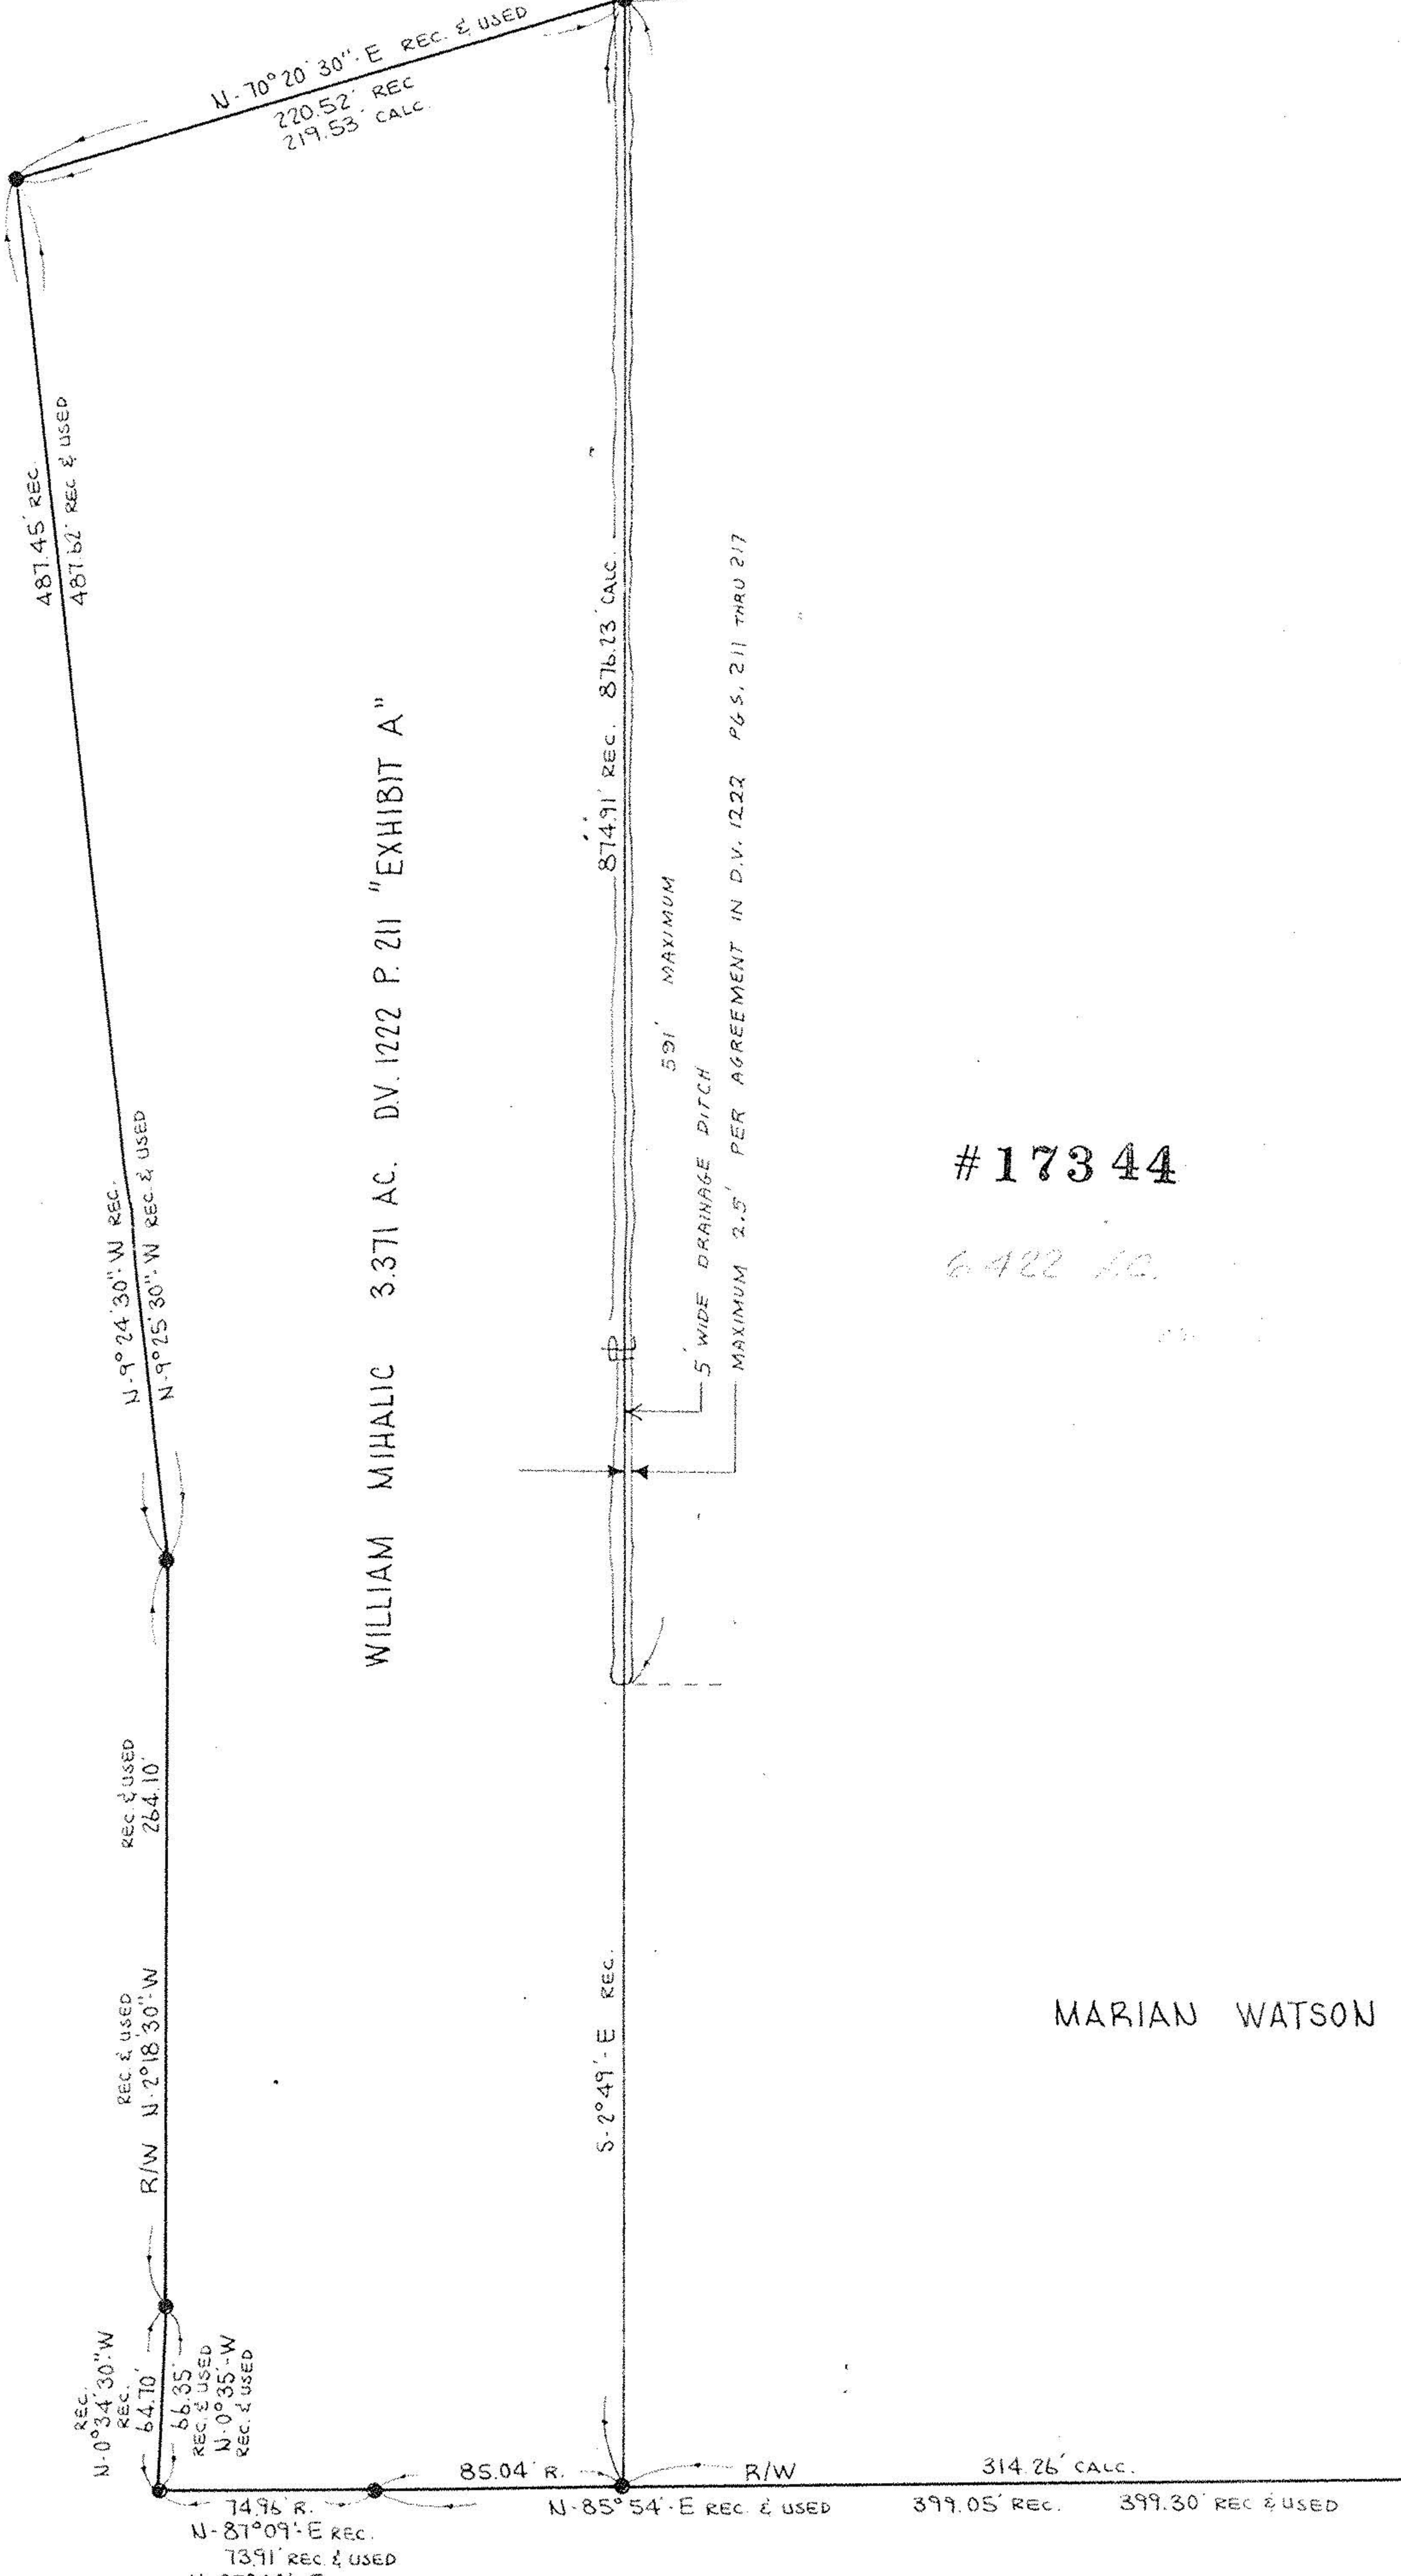 N-70°20'30"-E REC. & USED
220.52' REC
219.53' CALC.
487.45' REC.
487.62' REC & USED
N-9°24'30"-W REC.
N-9°25'30"-W REC. & USED
WILLIAM MIHALIC 3.371 AC. D.V. 1222 P. 211 "EXHIBIT A"
874.91' REC. 876.23' CALC.
591' MAXIMUM
5' WIDE DRAINAGE DITCH
MAXIMUM 2.5' PER AGREEMENT IN D.V. 1222 PGS. 211 THRU 217
#17344
6.422 AC.
REC. & USED
264.10'
REC. & USED
R/W N-2°18'30"-W
S-2°49'-E REC.
MARIAN WATSON
REC.
N-0°34'30"-W
REC.
64.70'
66.35'
REC. & USED
N-0°35'-W
REC. & USED
85.04' R.
R/W
314.26' CALC.
74.96' R.
N-85°54'-E REC. & USED
399.05' REC.
399.30' REC & USED
N-87°09'-E REC.
73.91' REC. & USED